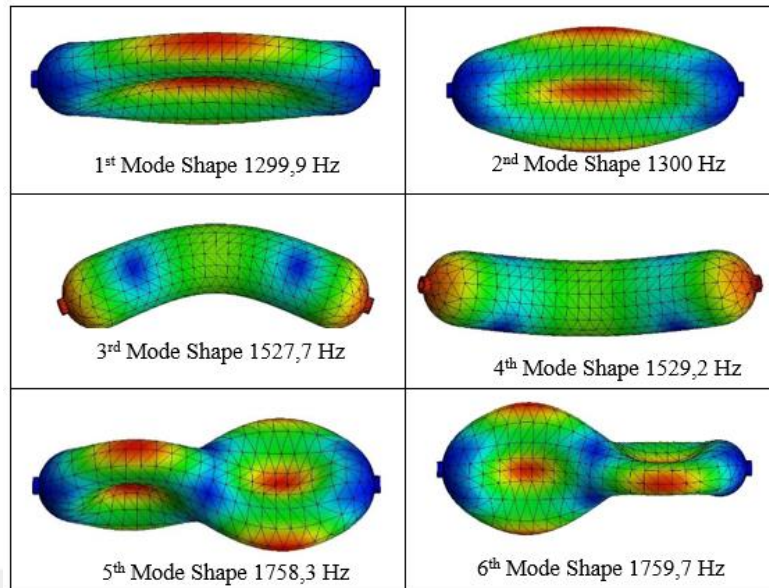 1st Mode Shape 1299,9 Hz
2nd Mode Shape 1300 Hz
3rd Mode Shape 1527,7 Hz
4th Mode Shape 1529,2 Hz
5th Mode Shape 1758,3 Hz
6th Mode Shape 1759,7 Hz